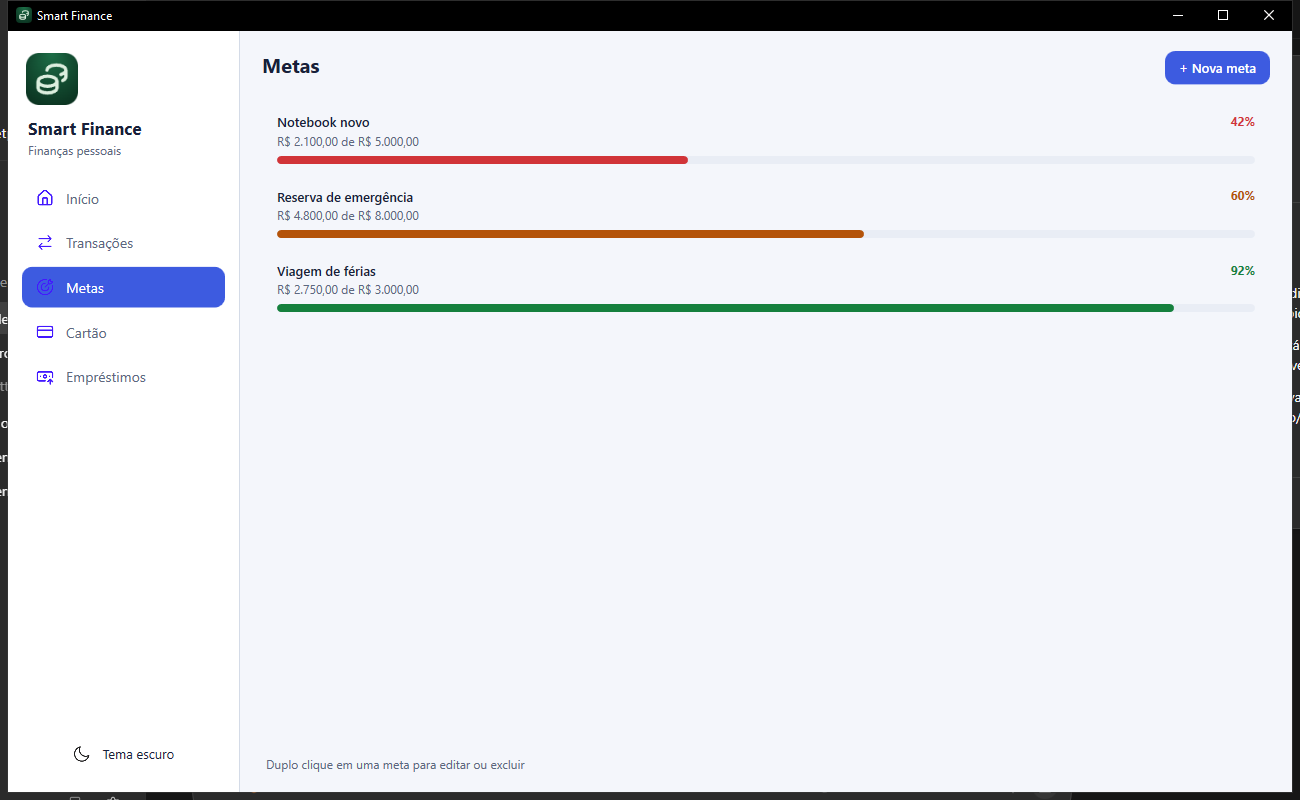 Smart Finance
Smart Finance
Finanças pessoais
Início
Transações
Metas
Cartão
Empréstimos
Tema escuro
Metas
+ Nova meta
Notebook novo
42%
R$ 2.100,00 de R$ 5.000,00
Reserva de emergência
60%
R$ 4.800,00 de R$ 8.000,00
Viagem de férias
92%
R$ 2.750,00 de R$ 3.000,00
Duplo clique em uma meta para editar ou excluir